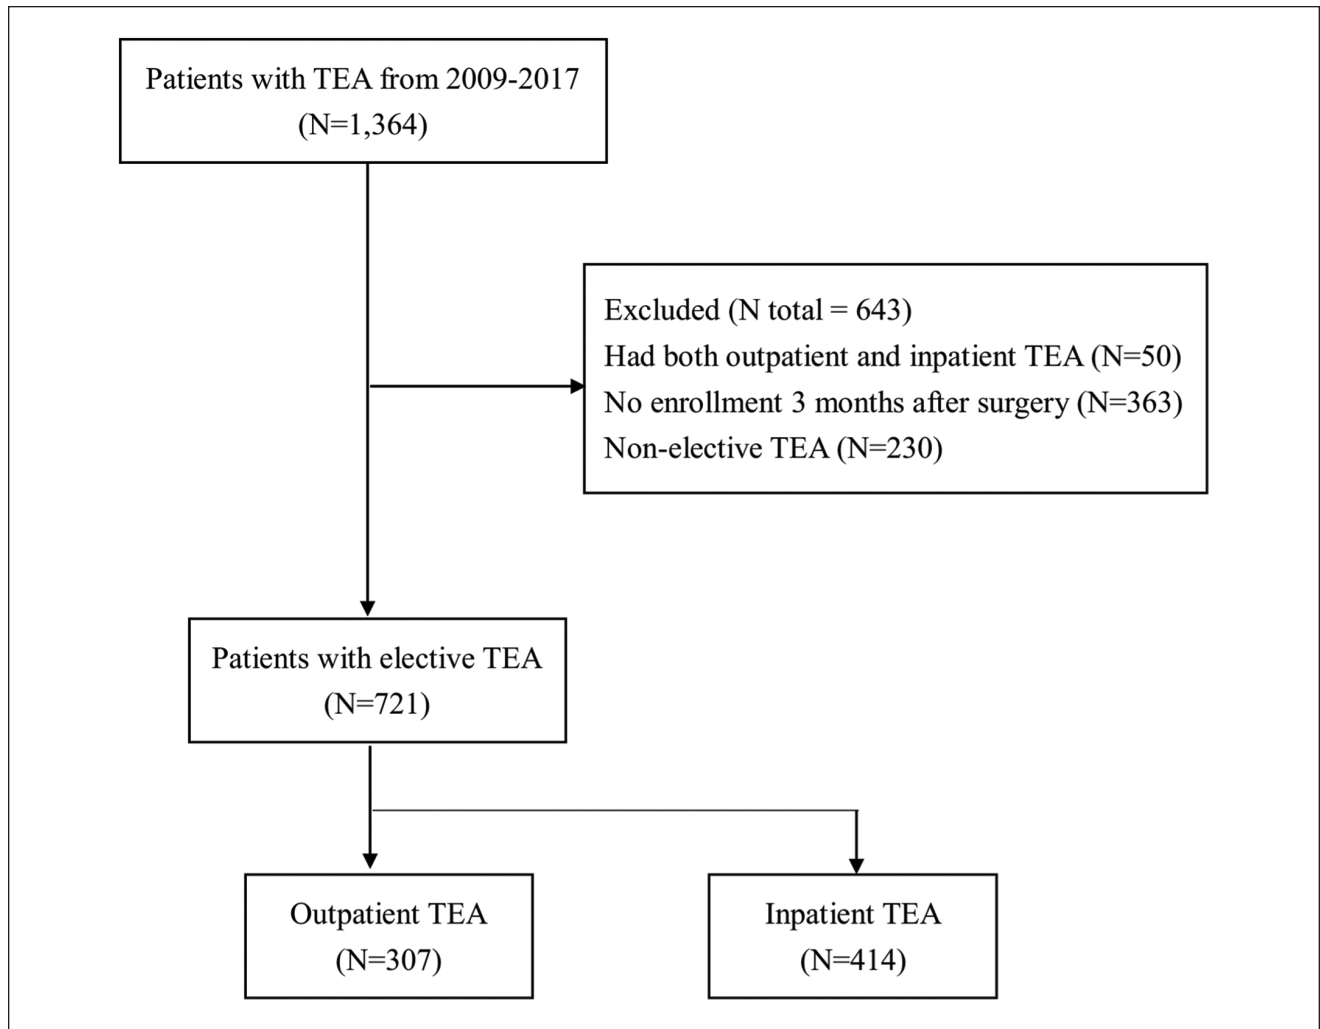 Patients with TEA from 2009-2017
(N=1,364)
Excluded (N total = 643)
Had both outpatient and inpatient TEA (N=50)
No enrollment 3 months after surgery (N=363)
Non-elective TEA (N=230)
Patients with elective TEA
(N=721)
Outpatient TEA
(N=307)
Inpatient TEA
(N=414)